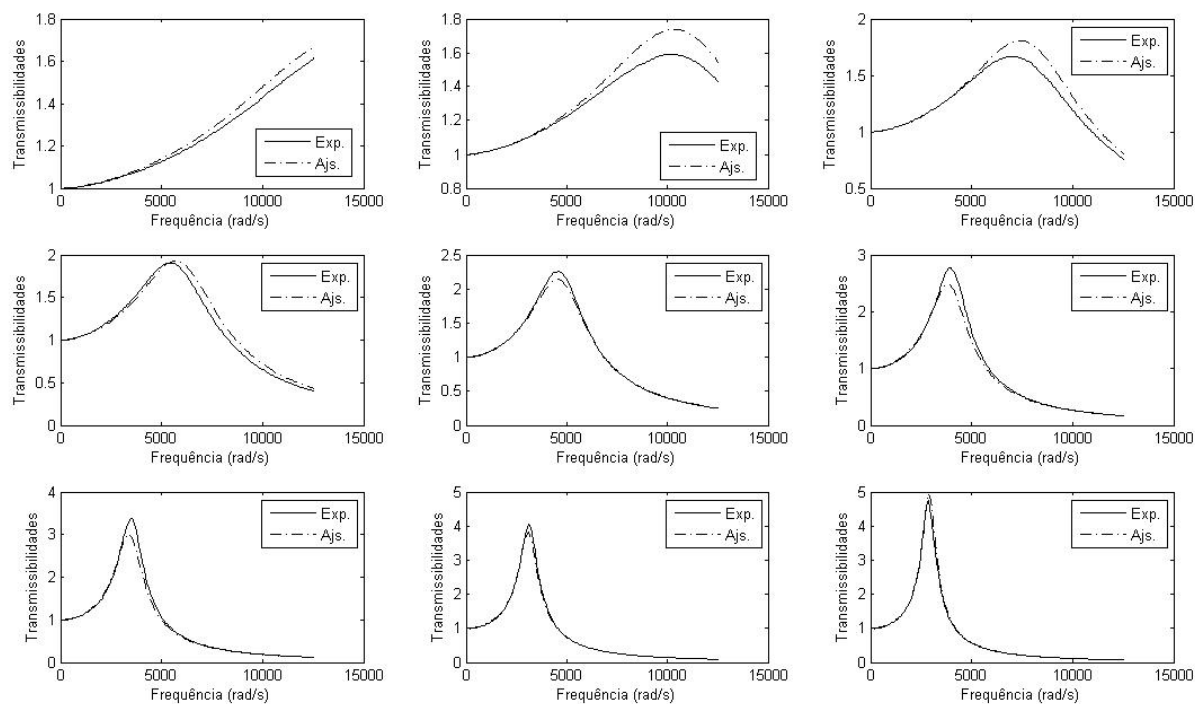 1.8
1.6
1.4
1.2
1
Transmissibilidades
Exp.
Ajs.
0
5000
10000
15000
Frequência (rad/s)
1.8
1.6
1.4
1.2
1
0.8
Transmissibilidades
Exp.
Ajs.
0
5000
10000
15000
Frequência (rad/s)
2
1.5
1
0.5
Transmissibilidades
Exp.
Ajs.
0
5000
10000
15000
Frequência (rad/s)
2
1.5
1
0.5
0
Transmissibilidades
Exp.
Ajs.
0
5000
10000
15000
Frequência (rad/s)
2.5
2
1.5
1
0.5
0
Transmissibilidades
Exp.
Ajs.
0
5000
10000
15000
Frequência (rad/s)
3
2
1
0
Transmissibilidades
Exp.
Ajs.
0
5000
10000
15000
Frequência (rad/s)
4
3
2
1
0
Transmissibilidades
Exp.
Ajs.
0
5000
10000
15000
Frequência (rad/s)
5
4
3
2
1
0
Transmissibilidades
Exp.
Ajs.
0
5000
10000
15000
Frequência (rad/s)
5
4
3
2
1
0
Transmissibilidades
Exp.
Ajs.
0
5000
10000
15000
Frequência (rad/s)